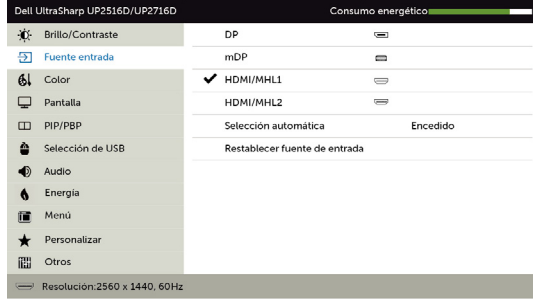 Dell UltraSharp UP2516D/UP2716D Consumo energético
Brillo/Contraste DP
Fuente entrada mDP
Color HDMI/MHL1
Pantalla HDMI/MHL2
PIP/PBP Selección automática Encedido
Selección de USB Restablecer fuente de entrada
Audio
Energía
Menú
Personalizar
Otros
Resolución:2560 x 1440, 60Hz